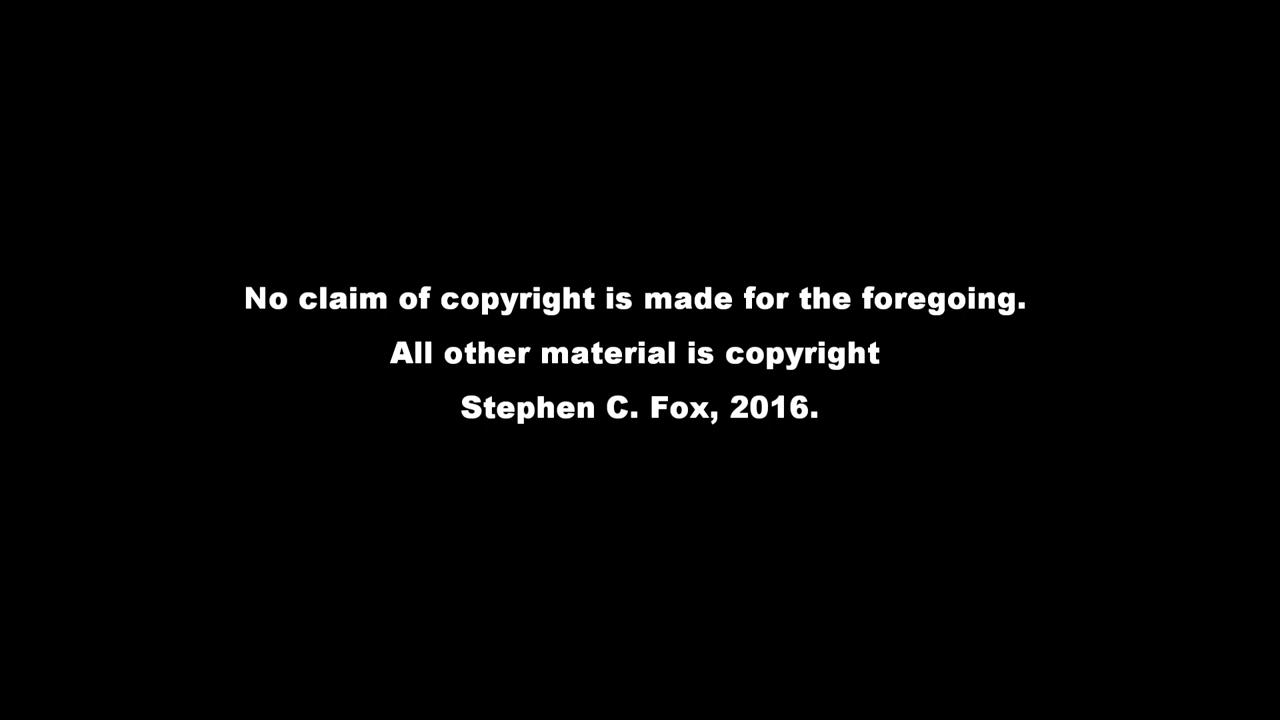 No claim of copyright is made for the foregoing.
All other material is copyright
Stephen C. Fox, 2016.